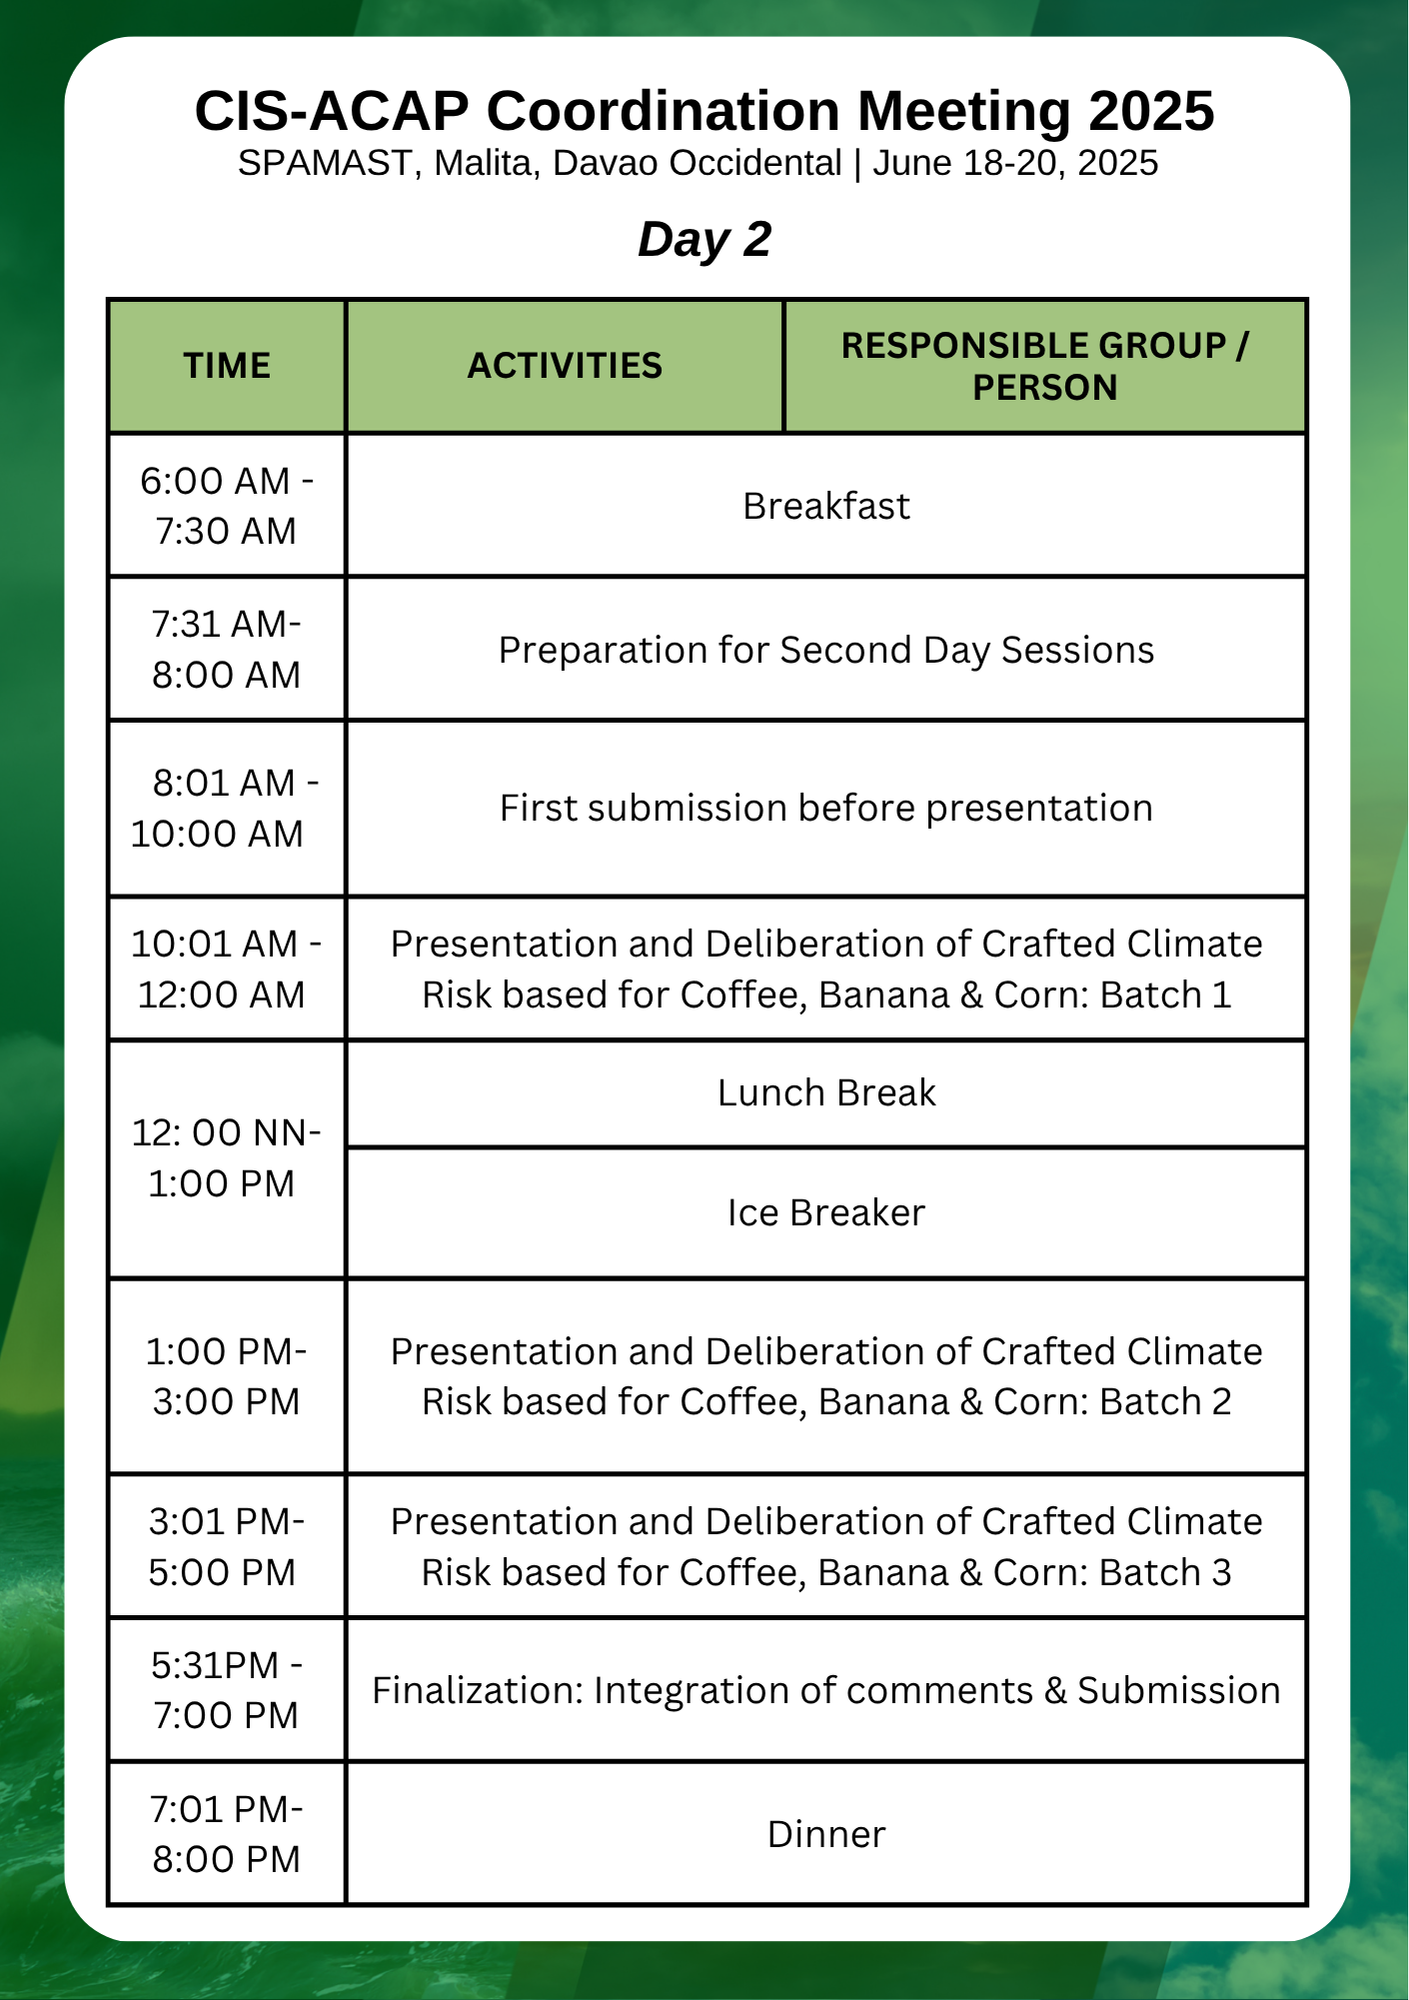 CIS-ACAP Coordination Meeting 2025
SPAMAST, Malita, Davao Occidental | June 18-20, 2025
Day 2
TIME
ACTIVITIES
RESPONSIBLE GROUP /
PERSON
6:00 AM -
7:30 AM
Breakfast
7:31 AM-
8:00 AM
Preparation for Second Day Sessions
8:01 AM -
10:00 AM
First submission before presentation
10:01 AM -
12:00 AM
Presentation and Deliberation of Crafted Climate
Risk based for Coffee, Banana & Corn: Batch 1
12: 00 NN-
1:00 PM
Lunch Break
Ice Breaker
1:00 PM-
3:00 PM
Presentation and Deliberation of Crafted Climate
Risk based for Coffee, Banana & Corn: Batch 2
3:01 PM-
5:00 PM
Presentation and Deliberation of Crafted Climate
Risk based for Coffee, Banana & Corn: Batch 3
5:31PM -
7:00 PM
Finalization: Integration of comments & Submission
7:01 PM-
8:00 PM
Dinner